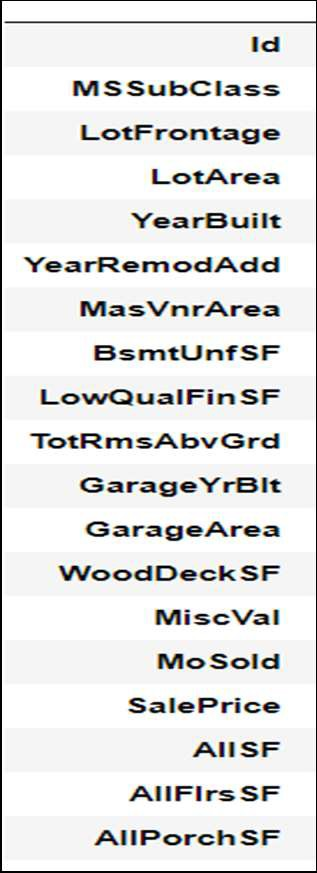 Id
MSSubClass
LotFrontage
LotArea
YearBuilt
YearRemodAdd
MasVnrArea
BsmtUnfSF
LowQualFinSF
TotRmsAbvGrd
GarageYrBlt
GarageArea
WoodDeckSF
MiscVal
MoSold
SalePrice
AllSF
AllFlrsSF
AllPorchSF